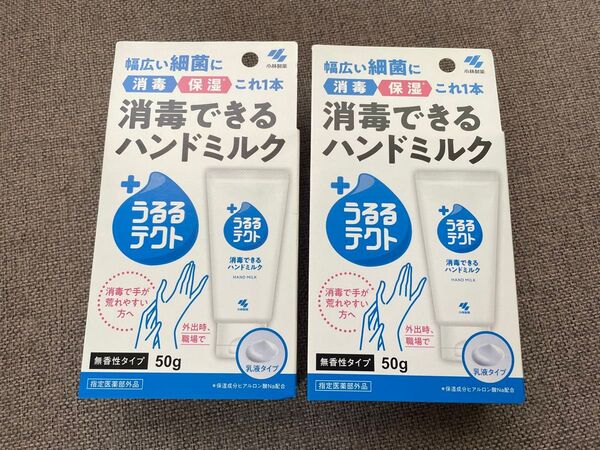 小林製薬
幅広い細菌に
消毒 保湿* これ1本
消毒できる
ハンドミルク
うるる
テクト
消毒できる
ハンドミルク
HAND MILK
小林製薬
消毒で手が
荒れやすい
方へ
外出時、
職場で
無香性タイプ 50g
乳液タイプ
指定医薬部外品
*保湿成分ヒアルロン酸Na配合
小林製薬
幅広い細菌に
消毒 保湿* これ1本
消毒できる
ハンドミルク
うるる
テクト
うるる
テクト
消毒できる
ハンドミルク
HAND MILK
小林製薬
消毒で手が
荒れやすい
方へ
外出時、
職場で
無香性タイプ 50g
乳液タイプ
指定医薬部外品
*保湿成分ヒアルロン酸Na配合